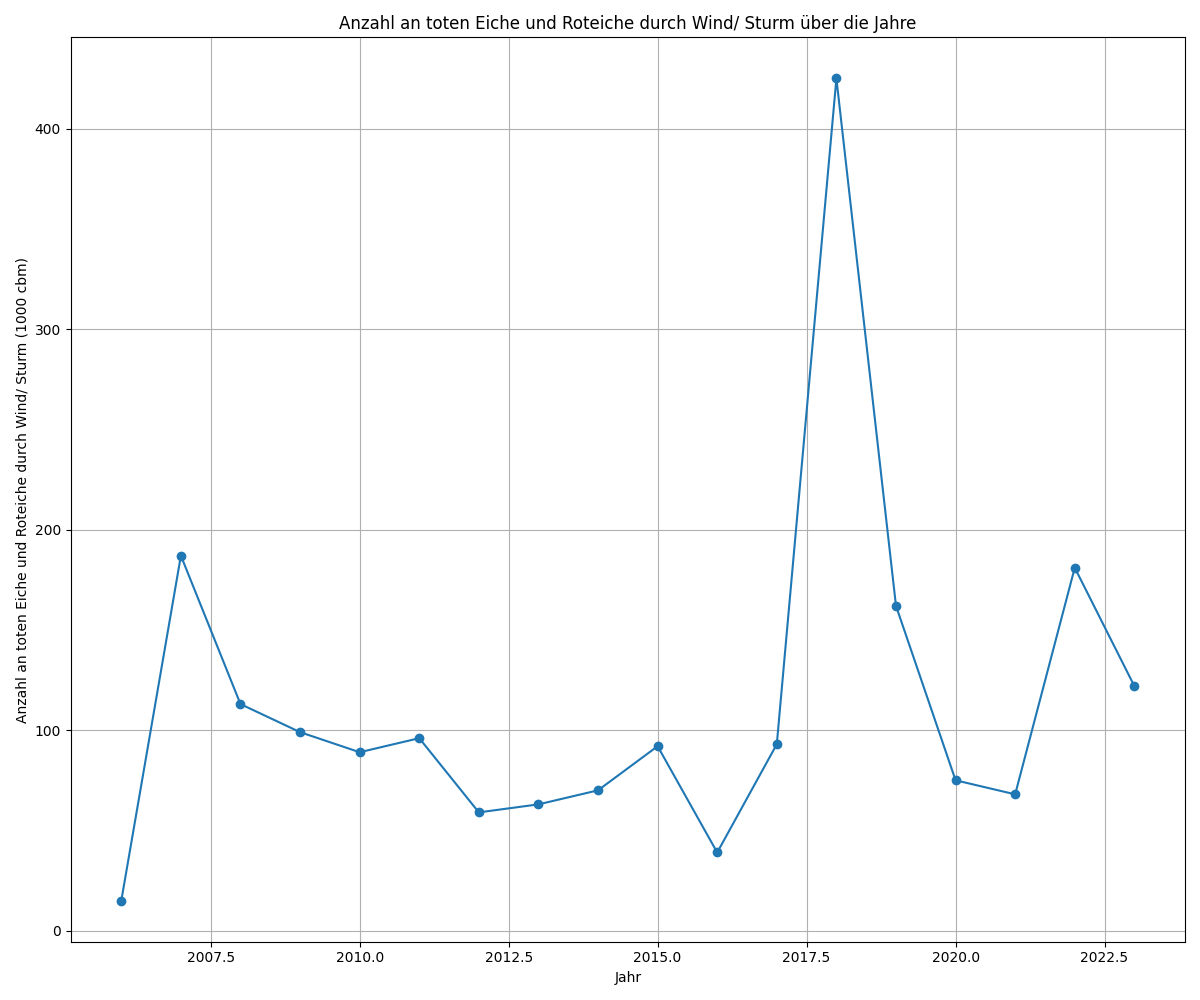 Anzahl an toten Eiche und Roteiche durch Wind/ Sturm über die Jahre
Anzahl an toten Eiche und Roteiche durch Wind/ Sturm (1000 cbm)
400
300
200
100
0
2007.5 2010.0 2012.5 2015.0 2017.5 2020.0 2022.5
Jahr